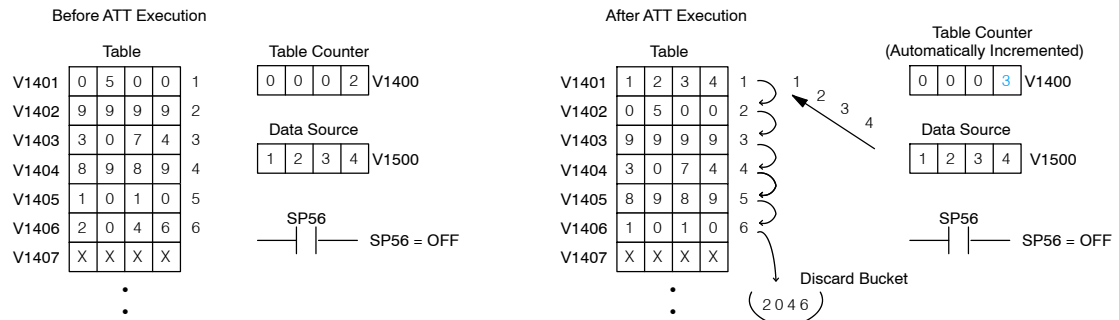 Before ATT Execution
Table
V1401 0 5 0 0 1
V1402 9 9 9 9 2
V1403 3 0 7 4 3
V1404 8 9 8 9 4
V1405 1 0 1 0 5
V1406 2 0 4 6 6
V1407 X X X X
Table Counter
0 0 0 2 V1400
Data Source
1 2 3 4 V1500
SP56
SP56 = OFF
After ATT Execution
Table
V1401 1 2 3 4 1
V1402 0 5 0 0 2
V1403 9 9 9 9 3
V1404 3 0 7 4 4
V1405 8 9 8 9 5
V1406 1 0 1 0 6
V1407 X X X X
1 2 3 4
Discard Bucket
2 0 4 6
Table Counter
(Automatically Incremented)
0 0 0 3 V1400
Data Source
1 2 3 4 V1500
SP56
SP56 = OFF